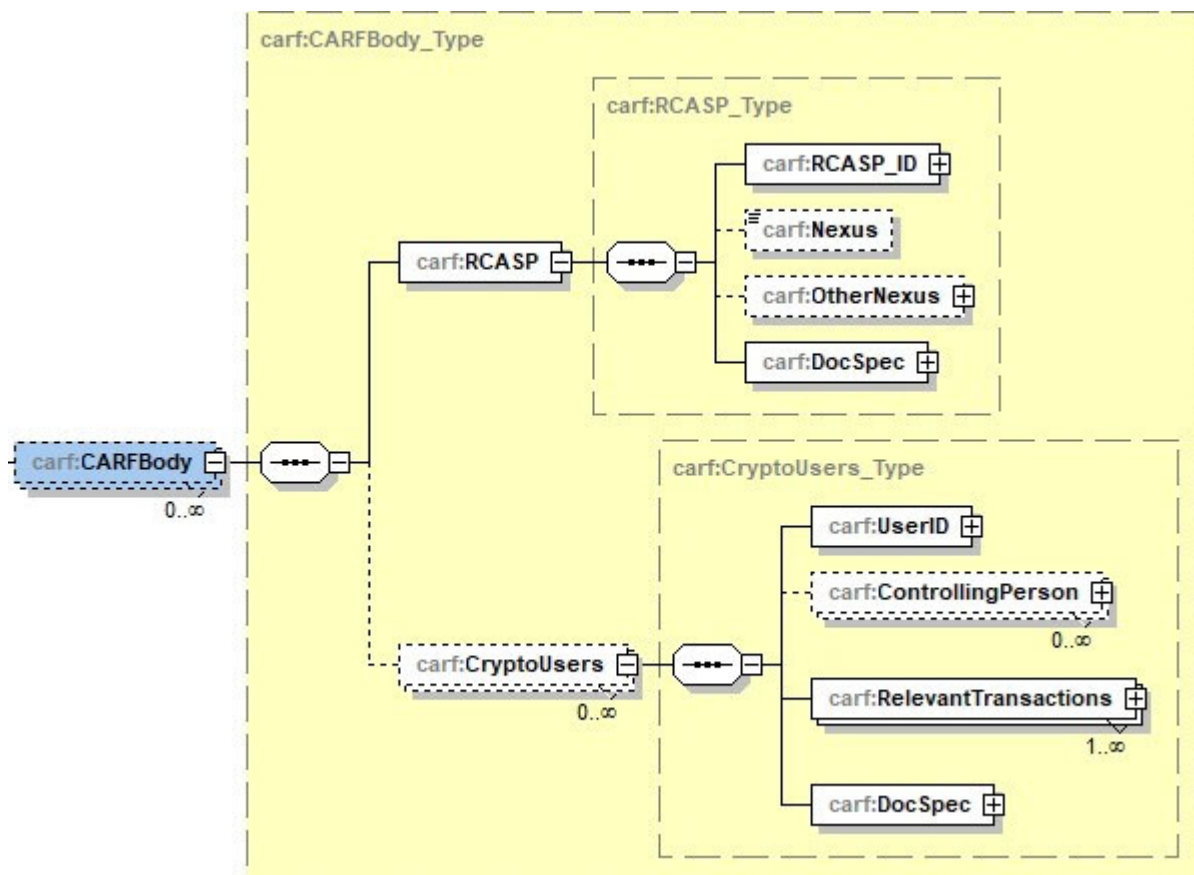 carf:CARFBody_Type
carf:RCASP_Type
carf:RCASP_ID
carf:Nexus
carf:RCASP
carf:OtherNexus
carf:DocSpec
carf:CARFBody
0..∞
carf:CryptoUsers_Type
carf:UserID
carf:ControllingPerson
0..∞
carf:CryptoUsers
0..∞
carf:RelevantTransactions
1..∞
carf:DocSpec